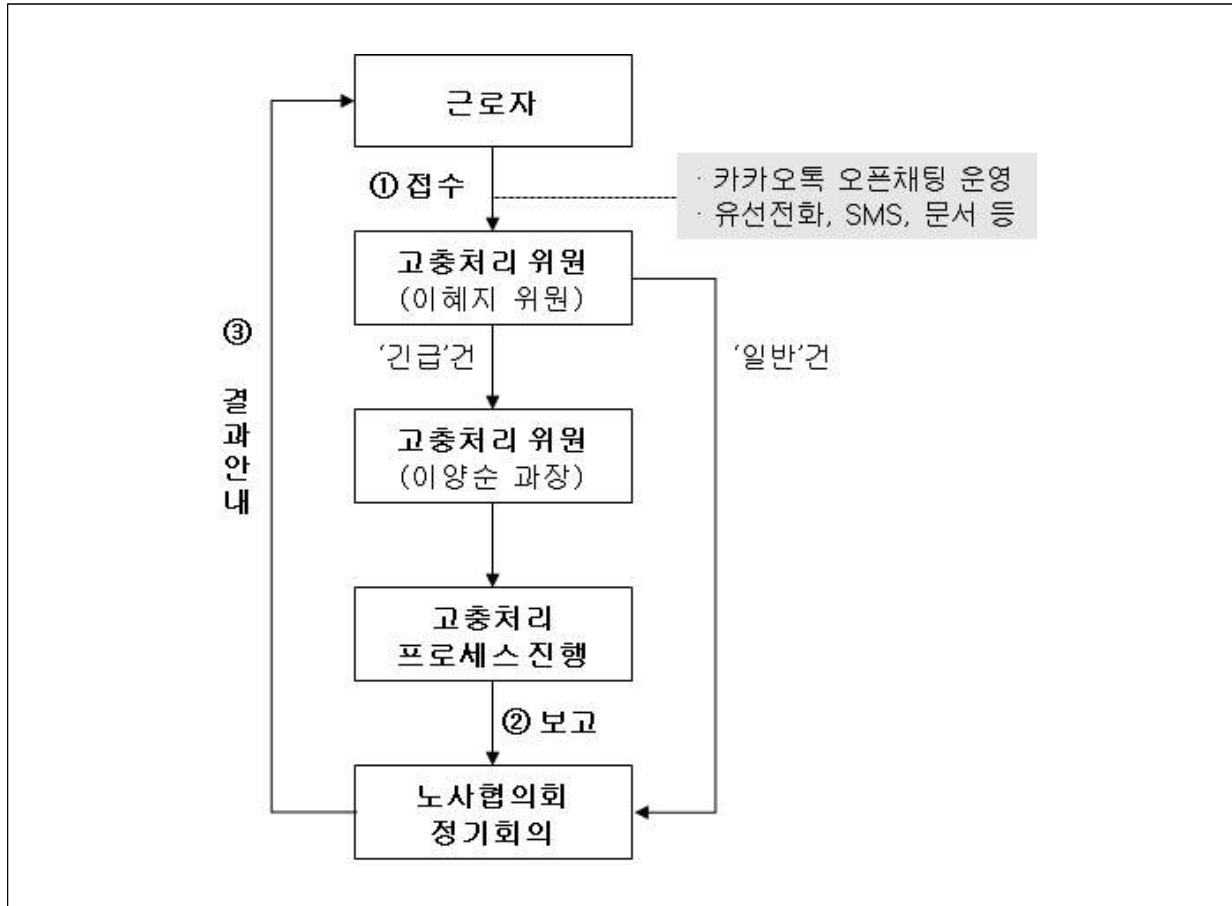 근로자
① 접수
· 카카오톡 오픈채팅 운영
· 유선전화, SMS, 문서 등
고충처리 위원
(이혜지 위원)
'긴급'건
'일반'건
③
결
과
안
내
고충처리 위원
(이양순 과장)
고충처리
프로세스 진행
② 보고
노사협의회
정기회의